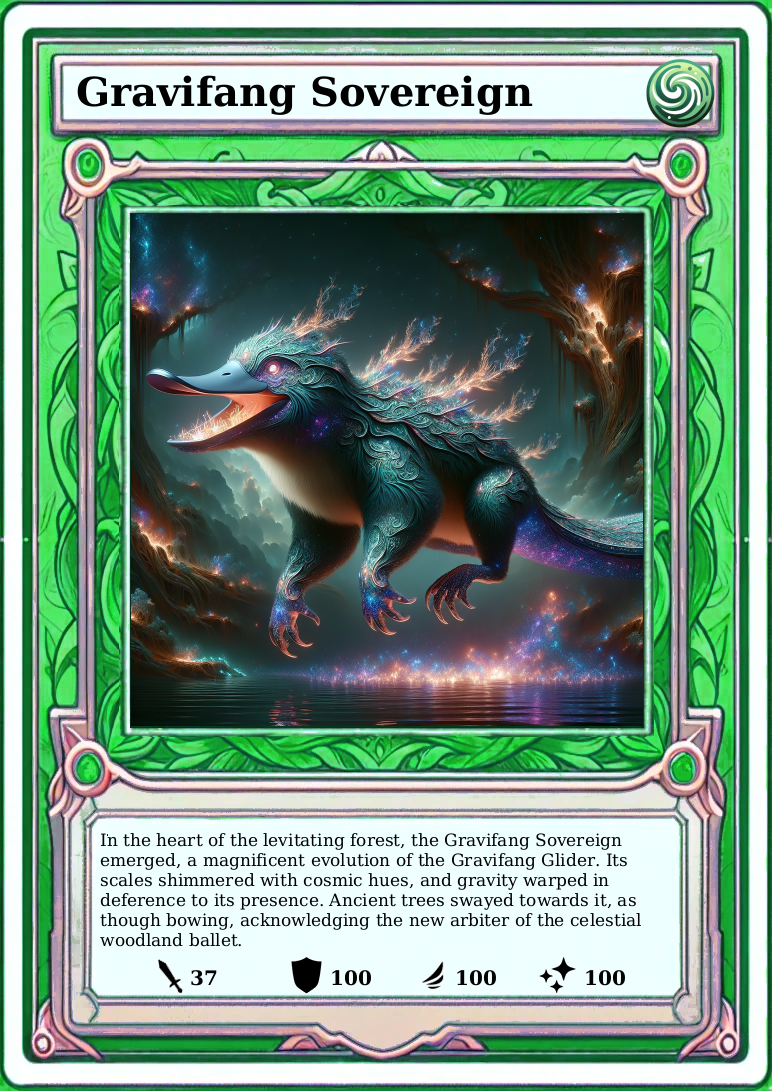 Gravifang Sovereign
In the heart of the levitating forest, the Gravifang Sovereign
emerged, a magnificent evolution of the Gravifang Glider. Its
scales shimmered with cosmic hues, and gravity warped in
deference to its presence. Ancient trees swayed towards it, as
though bowing, acknowledging the new arbiter of the celestial
woodland ballet.
37 100 100 100